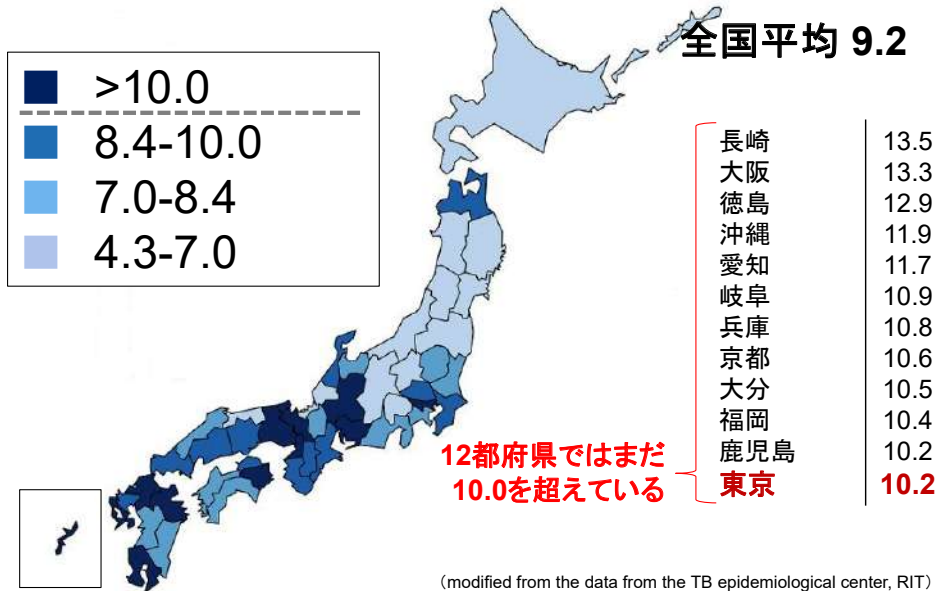 全国平均 9.2
>10.0
8.4-10.0
7.0-8.4
4.3-7.0
長崎 13.5
大阪 13.3
徳島 12.9
沖縄 11.9
愛知 11.7
岐阜 10.9
兵庫 10.8
京都 10.6
大分 10.5
福岡 10.4
鹿児島 10.2
東京 10.2
12都府県ではまだ
10.0を超えている
(modified from the data from the TB epidemiological center, RIT)